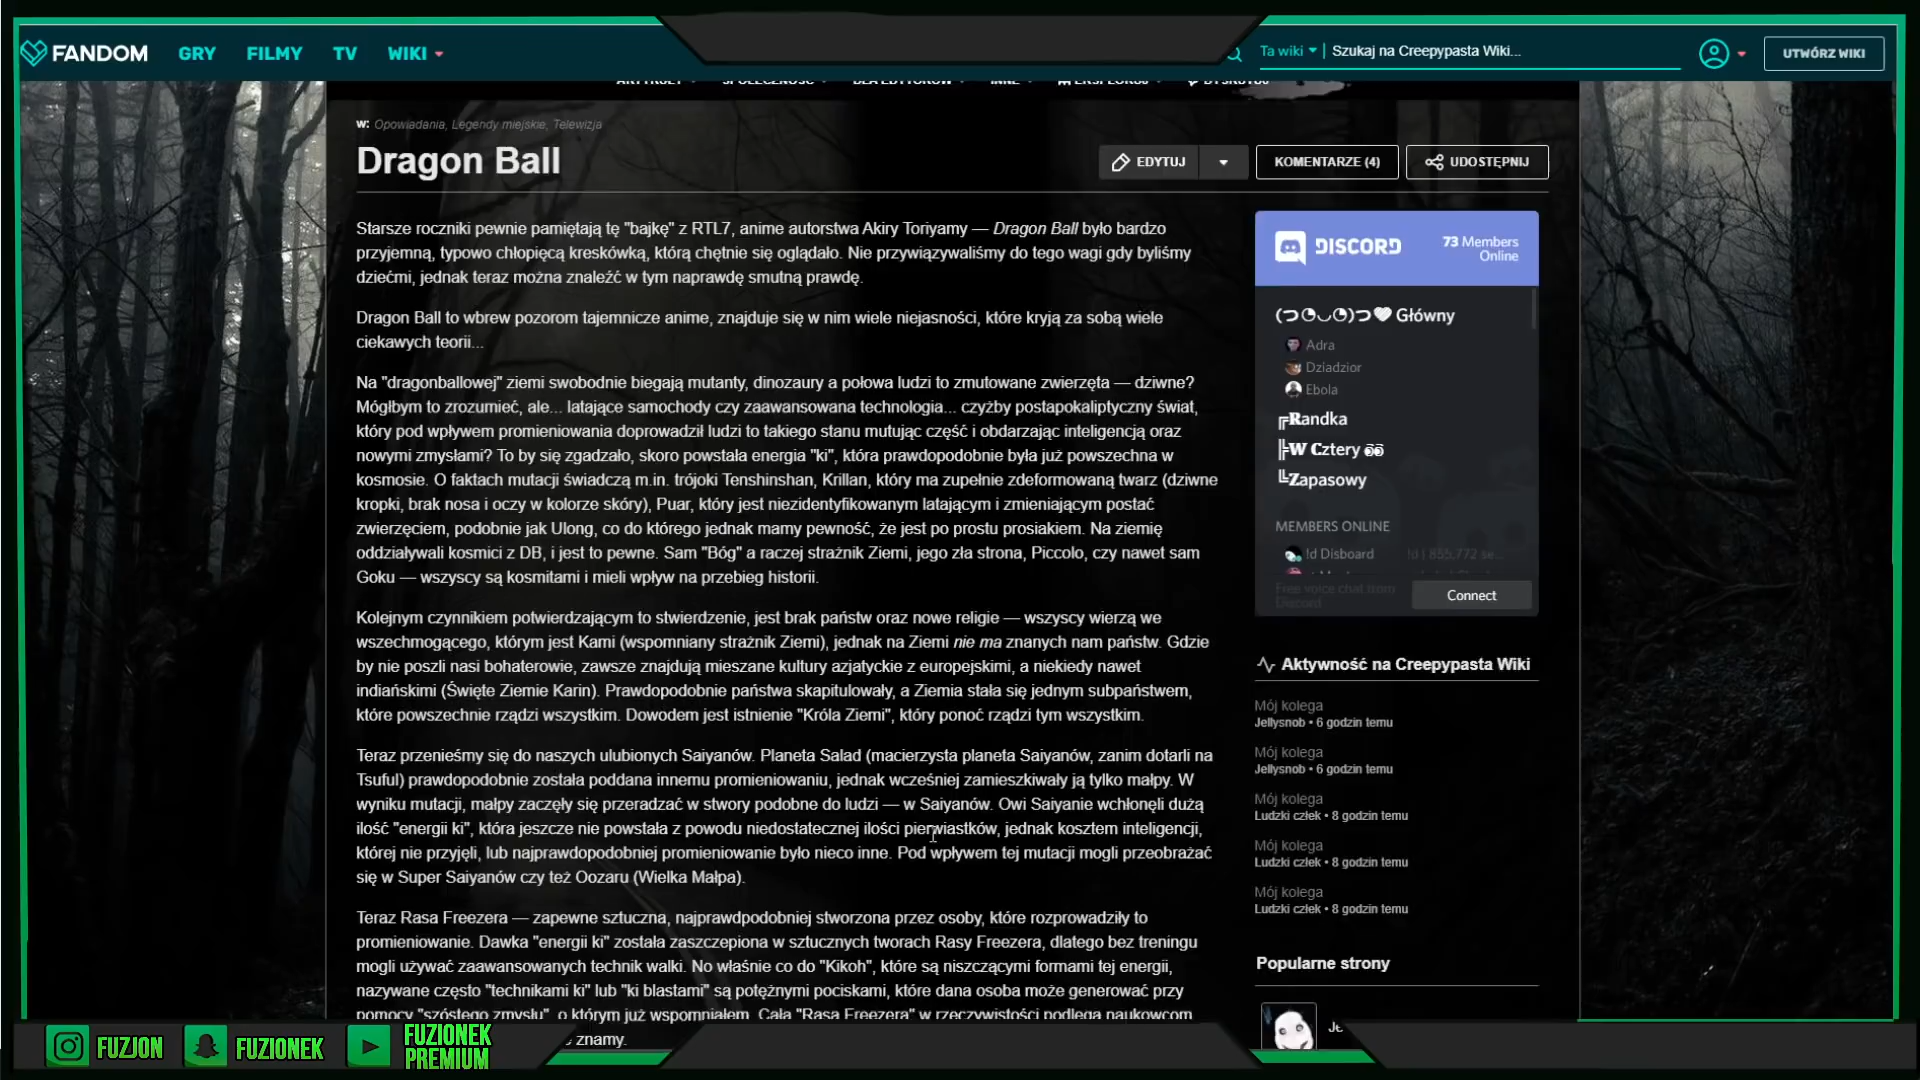 FANDOM
GRY
FILMY
TV
WIKI
Ta wiki
Szukaj na Creepypasta Wiki...
UTWÓRZ WIKI
w: Opowiadania, Legendy miejskie, Telewizja
Dragon Ball
EDYTUJ
KOMENTARZE (4)
UDOSTĘPNIJ
Starsze roczniki pewnie pamiętają tę "bajkę" z RTL7, anime autorstwa Akiry Toriyamy — Dragon Ball było bardzo
przyjemną, typowo chłopięcą kreskówką, którą chętnie się oglądało. Nie przywiązywaliśmy do tego wagi gdy byliśmy
dziećmi, jednak teraz można znaleźć w tym naprawdę smutną prawdę.
Dragon Ball to wbrew pozorom tajemnicze anime, znajduje się w nim wiele niejasności, które kryją za sobą wiele
ciekawych teorii...
Na "dragonballowej" ziemi swobodnie biegają mutanty, dinozaury a połowa ludzi to zmutowane zwierzęta — dziwne?
Mógłbym to zrozumieć, ale... latające samochody czy zaawansowana technologia... czyżby postapokaliptyczny świat,
który pod wpływem promieniowania doprowadził ludzi to takiego stanu mutując część i obdarzając inteligencją oraz
nowymi zmysłami? To by się zgadzało, skoro powstała energia "ki", która prawdopodobnie była już powszechna w
kosmosie. O faktach mutacji świadczą m.in. trójoki Tenshinshan, Krillan, który ma zupełnie zdeformowaną twarz (dziwne
kropki, brak nosa i oczy w kolorze skóry), Puar, który jest niezidentyfikowanym latającym i zmieniającym postać
zwierzęciem, podobnie jak Ulong, co do którego jednak mamy pewność, że jest po prostu prosiakiem. Na ziemię
oddziaływali kosmici z DB, i jest to pewne. Sam "Bóg" a raczej strażnik Ziemi, jego zła strona, Piccolo, czy nawet sam
Goku — wszyscy są kosmitami i mieli wpływ na przebieg historii.
Kolejnym czynnikiem potwierdzającym to stwierdzenie, jest brak państw oraz nowe religie — wszyscy wierzą we
wszechmogącego, którym jest Kami (wspomniany strażnik Ziemi), jednak na Ziemi nie ma znanych nam państw. Gdzie
by nie poszli nasi bohaterowie, zawsze znajdują mieszane kultury azjatyckie z europejskimi, a niekiedy nawet
indiańskimi (Święte Ziemie Karin). Prawdopodobnie państwa skapitulowały, a Ziemia stała się jednym subpaństwem,
które powszechnie rządzi wszystkim. Dowodem jest istnienie "Króla Ziemi", który ponoć rządzi tym wszystkim.
Teraz przenieśmy się do naszych ulubionych Saiyanów. Planeta Salad (macierzysta planeta Saiyanów, zanim dotarli na
Tsuful) prawdopodobnie została poddana innemu promieniowaniu, jednak wcześniej zamieszkiwały ją tylko małpy. W
wyniku mutacji, małpy zaczęły się przeradzać w stwory podobne do ludzi — w Saiyanów. Owi Saiyanie wchłonęli dużą
ilość "energii ki", która jeszcze nie powstała z powodu niedostatecznej ilości pierwiastków, jednak kosztem inteligencji,
której nie przyjęli, lub najprawdopodobniej promieniowanie było nieco inne. Pod wpływem tej mutacji mogli przeobrażać
się w Super Saiyanów czy też Oozaru (Wielka Małpa).
Teraz Rasa Freezera — zapewne sztuczna, najprawdpodobniej stworzona przez osoby, które rozprowadziły to
promieniowanie. Dawka "energii ki" została zaszczepiona w sztucznych tworach Rasy Freezera, dlatego bez treningu
mogli używać zaawansowanych technik walki. No właśnie co do "Kikoh", które są niszczącymi formami tej energii,
nazywane często "technikami ki" lub "ki blastami" są potężnymi pociskami, które dana osoba może generować przy
pomocy "szóstego zmysłu", o którym już wspomniałem. Cała "Rasa Freezera" w rzeczywistości podlega naukowcom
znamy.
DISCORD
73 Members
Online
(つ◔◡◔)つ♥ Główny
Adra
Dziadzior
Ebola
╔Randka
╠W Cztery 👀
╚Zapasowy
MEMBERS ONLINE
!d Disboard
!d | 855,772 se...
Free voice chat from
Discord
Connect
Aktywność na Creepypasta Wiki
Mój kolega
Jellysnob • 6 godzin temu
Mój kolega
Jellysnob • 6 godzin temu
Mój kolega
Ludzki człek • 8 godzin temu
Mój kolega
Ludzki człek • 8 godzin temu
Mój kolega
Ludzki człek • 8 godzin temu
Popularne strony
FUZJON
FUZIONEK
FUZIONEK
PREMIUM